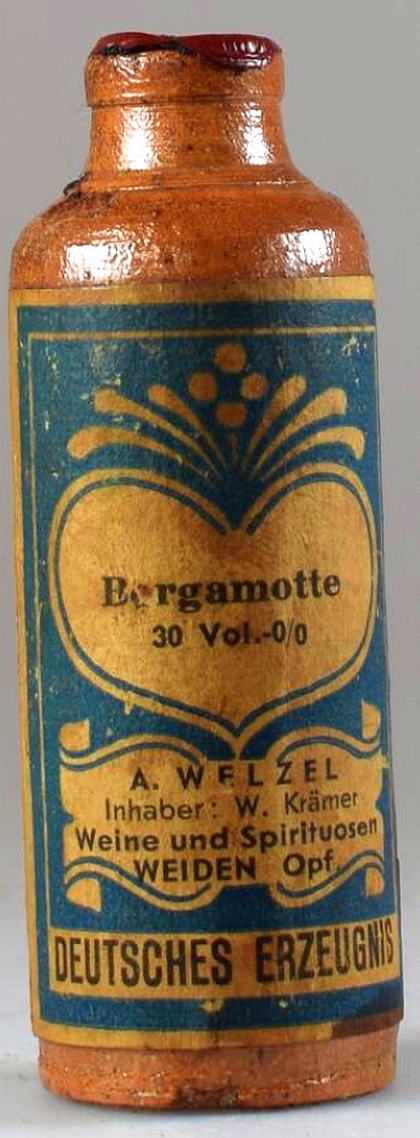 Bergamotte
30 Vol.-0/0
A. WELZEL
Inhaber: W. Krämer
Weine und Spirituosen
WEIDEN Opf.
DEUTSCHES ERZEUGNIS